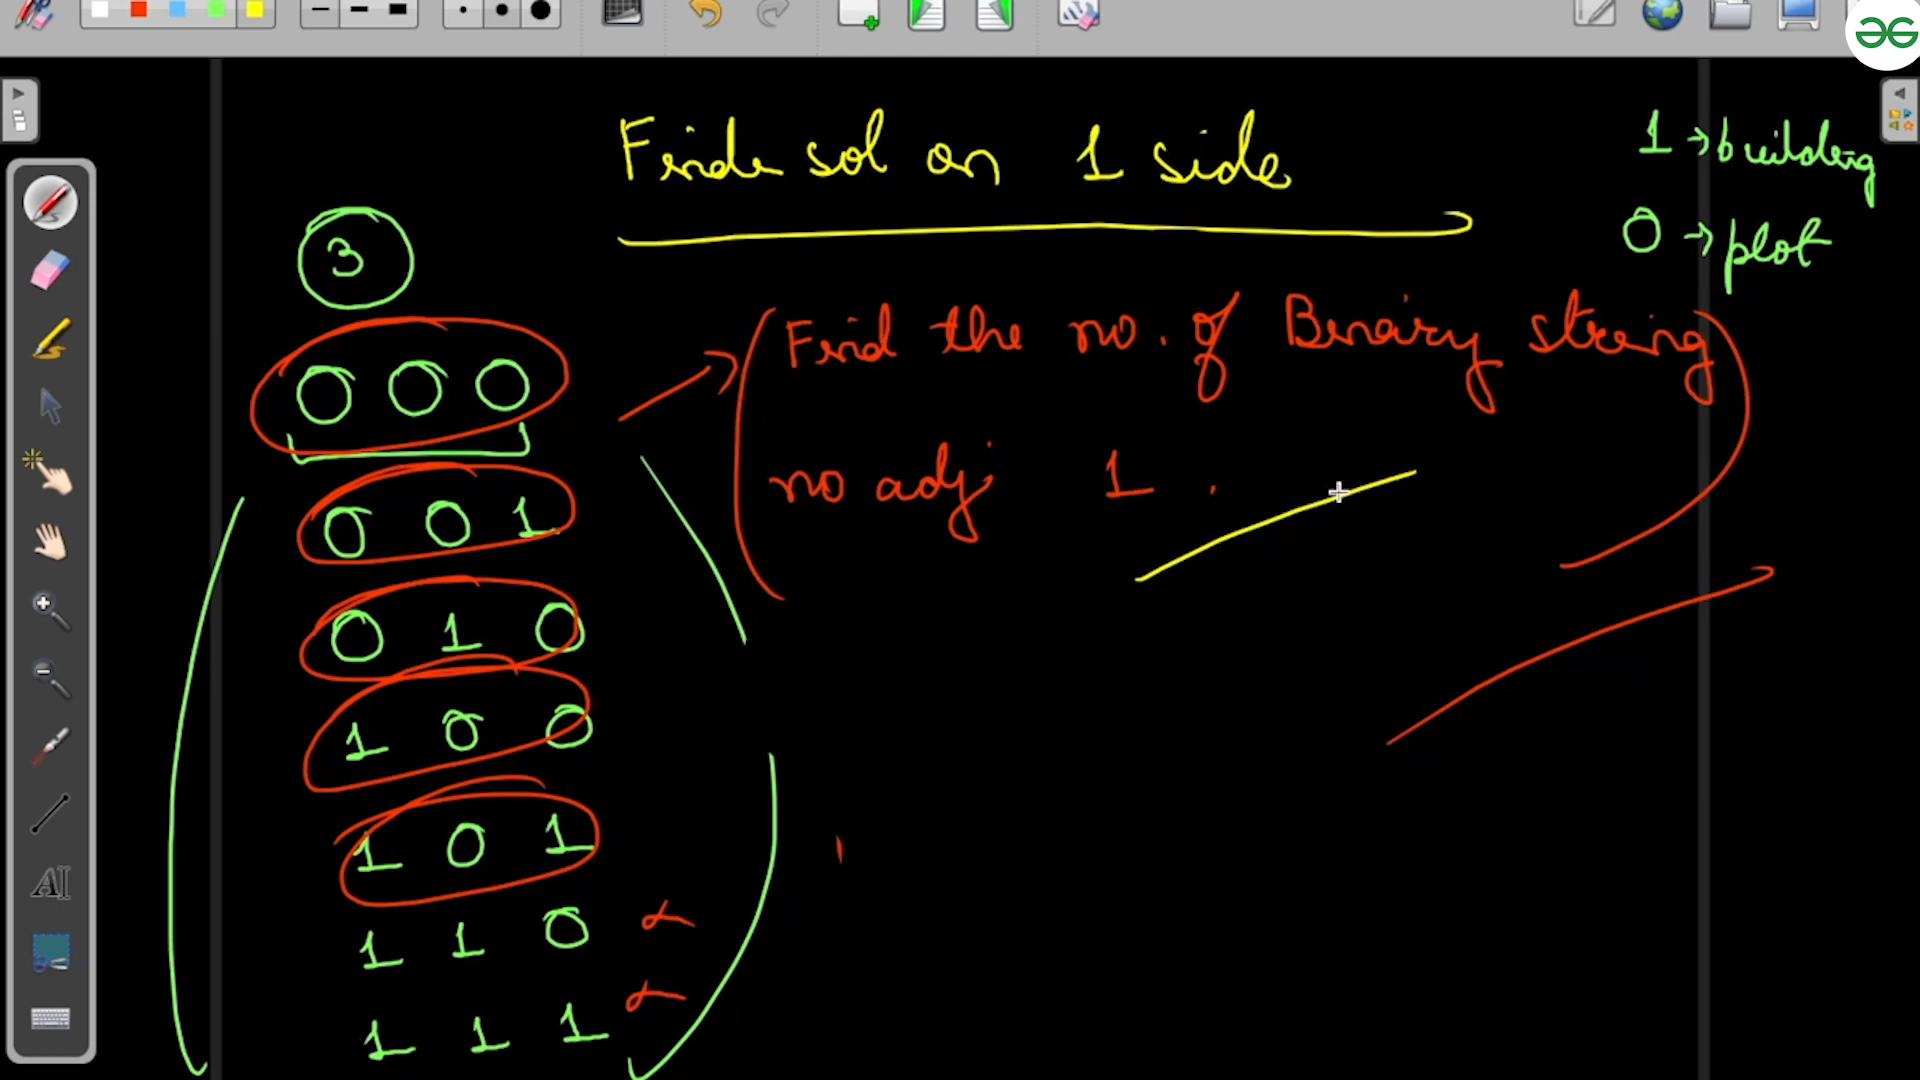 Find sol on 1 side
1 → building
0 → plot
3
0 0 0
Find the no. of Binary string
no adj 1 .
0 0 1
0 1 0
1 0 0
1 0 1
1 1 0
1 1 1
AI